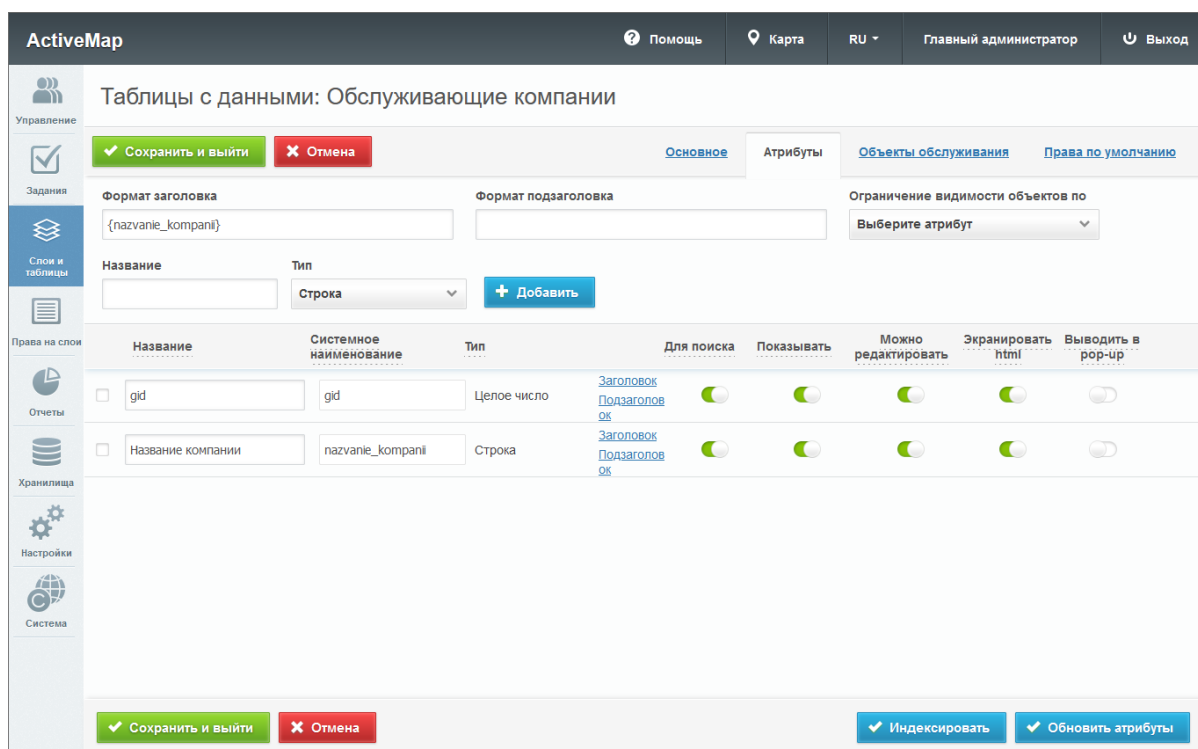 ActiveMap
Помощь
Карта
RU
Главный администратор
Выход
Управление
Задания
Слои и
таблицы
Права на слои
Отчеты
Хранилища
Настройки
Система
Таблицы с данными: Обслуживающие компании
Сохранить и выйти
Отмена
Основное
Атрибуты
Объекты обслуживания
Права по умолчанию
Формат заголовка
Формат подзаголовка
Ограничение видимости объектов по
{nazvanie_kompanii}
Выберите атрибут
Название
Тип
Строка
Добавить
Название
Системное
наименование
Тип
Для поиска
Показывать
Можно
редактировать
Экранировать
html
Выводить в
pop-up
gid
gid
Целое число
Заголовок
Подзаголов
ок
Название компании
nazvanie_kompanii
Строка
Заголовок
Подзаголов
ок
Сохранить и выйти
Отмена
Индексировать
Обновить атрибуты